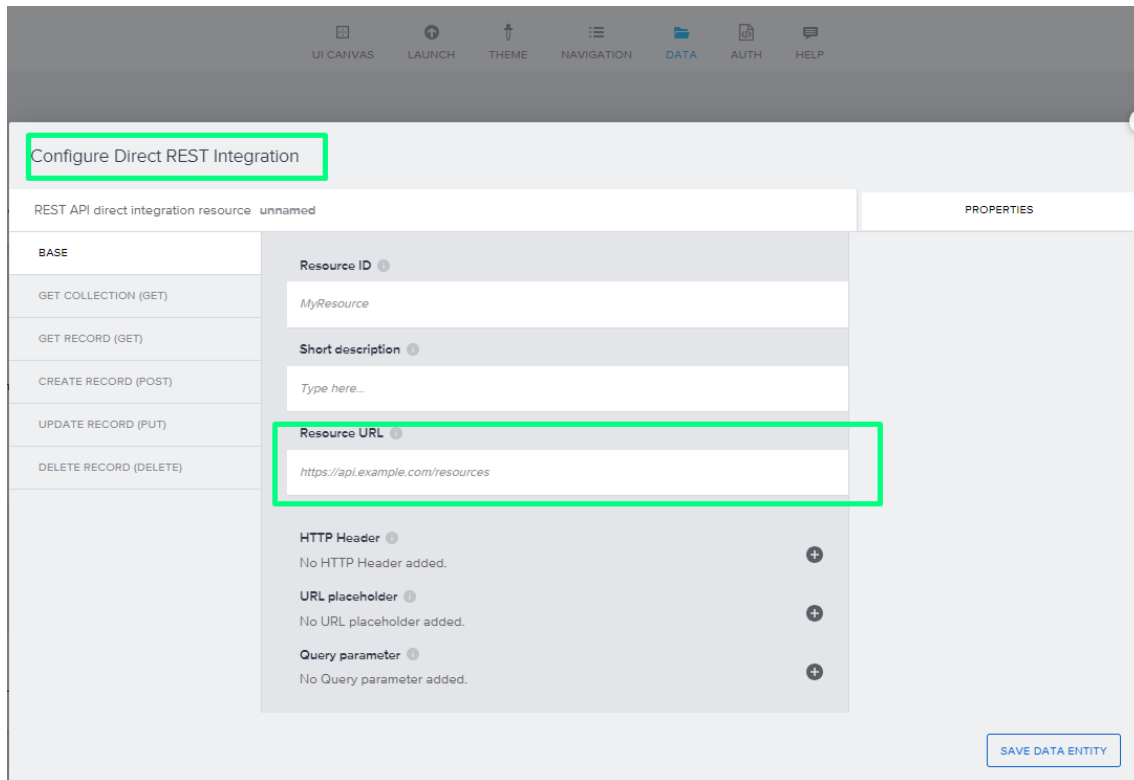 UI CANVAS LAUNCH THEME NAVIGATION DATA AUTH HELP
Configure Direct REST Integration
REST API direct integration resource unnamed
PROPERTIES
BASE
GET COLLECTION (GET)
GET RECORD (GET)
CREATE RECORD (POST)
UPDATE RECORD (PUT)
DELETE RECORD (DELETE)
Resource ID
MyResource
Short description
Type here...
Resource URL
https://api.example.com/resources
HTTP Header
No HTTP Header added.
URL placeholder
No URL placeholder added.
Query parameter
No Query parameter added.
SAVE DATA ENTITY